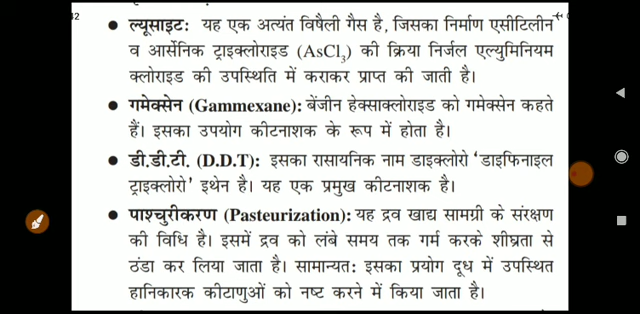 42
● ल्यूसाइट: यह एक अत्यंत विषैली गैस है, जिसका निर्माण एसीटिलीन
व आर्सेनिक ट्राइक्लोराइड (AsCl₃) की क्रिया निर्जल एल्युमिनियम
क्लोराइड की उपस्थिति में कराकर प्राप्त की जाती है।
● गमेक्सेन (Gammexane): बेंजीन हेक्साक्लोराइड को गमेक्सेन कहते
हैं। इसका उपयोग कीटनाशक के रूप में होता है।
● डी.डी.टी. (D.D.T): इसका रासायनिक नाम डाइक्लोरो ‘डाइफिनाइल
ट्राइक्लोरो’ इथेन है। यह एक प्रमुख कीटनाशक है।
● पाश्चुरीकरण (Pasteurization): यह द्रव खाद्य सामग्री के संरक्षण
की विधि है। इसमें द्रव को लंबे समय तक गर्म करके शीघ्रता से
ठंडा कर लिया जाता है। सामान्यत: इसका प्रयोग दूध में उपस्थित
हानिकारक कीटाणुओं को नष्ट करने में किया जाता है।